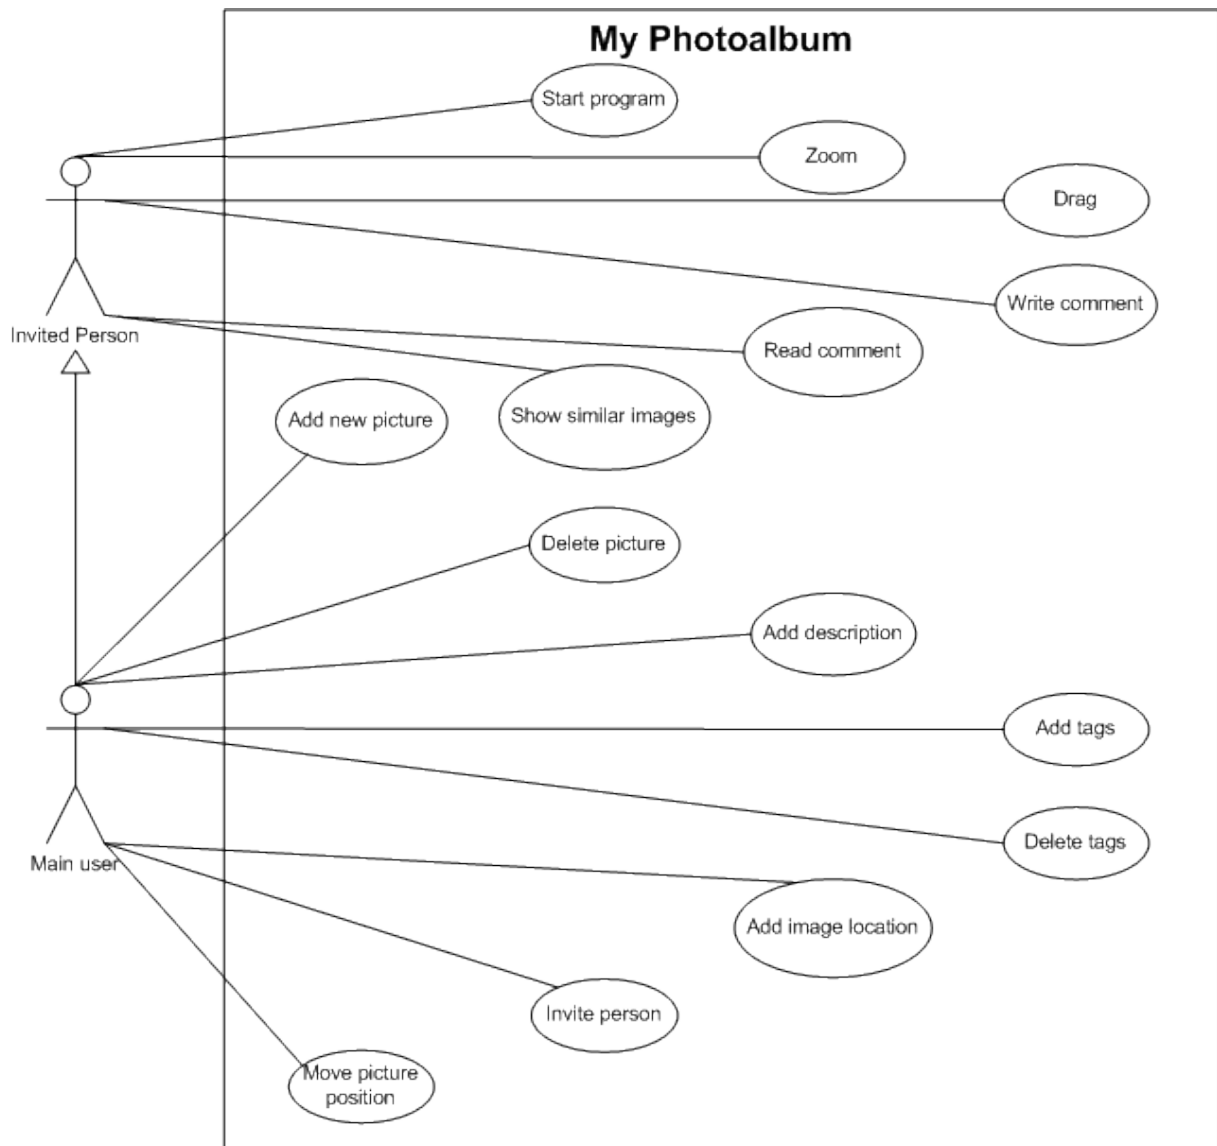 My Photoalbum
Start program
Zoom
Drag
Write comment
Invited Person
Read comment
Show similar images
Add new picture
Delete picture
Add description
Add tags
Delete tags
Main user
Add image location
Invite person
Move picture
position